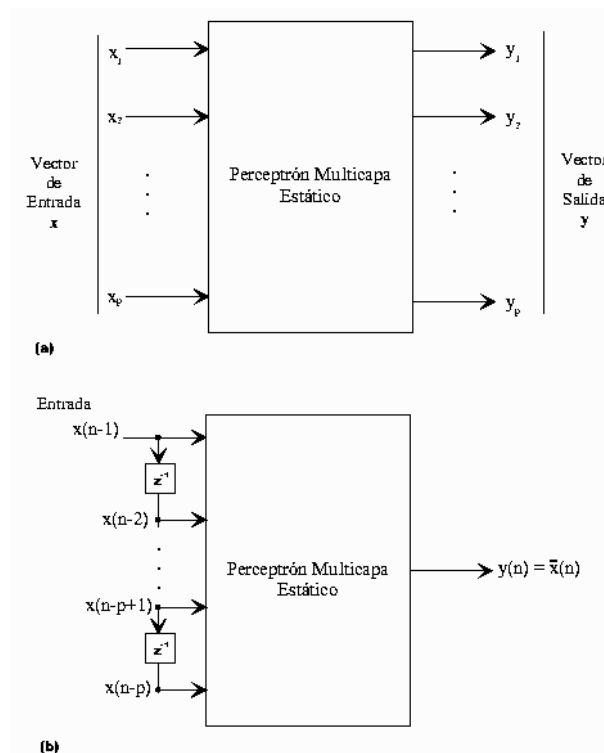 x₁
y₁
x₂
y₂
Vector
de
Entrada
x
Perceptrón Multicapa
Estático
Vector
de
Salida
y
xₚ
yₚ
(a)
Entrada
x(n-1)
z⁻¹
x(n-2)
Perceptrón Multicapa
Estático
y(n) = x̄(n)
x(n-p+1)
z⁻¹
x(n-p)
(b)